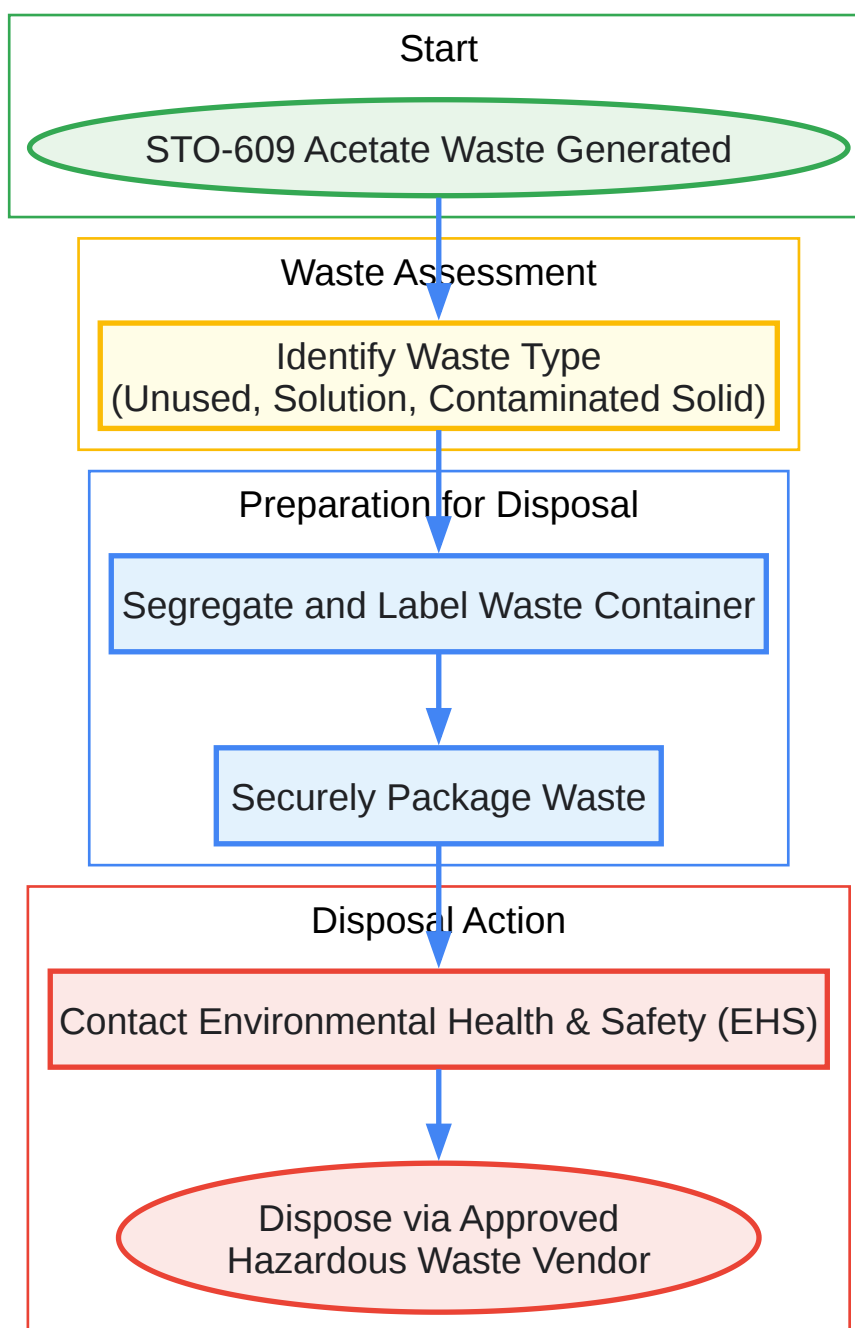 Start
STO-609 Acetate Waste Generated
Waste Assessment
Identify Waste Type
(Unused, Solution, Contaminated Solid)
Preparation for Disposal
Segregate and Label Waste Container
Securely Package Waste
Disposal Action
Contact Environmental Health & Safety (EHS)
Dispose via Approved
Hazardous Waste Vendor